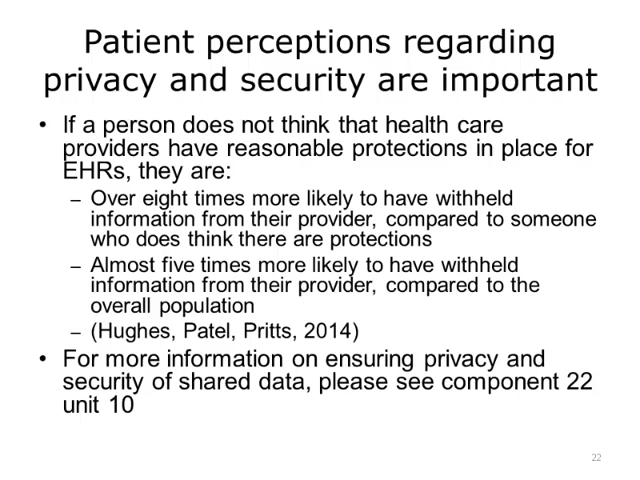 Patient perceptions regarding
privacy and security are important
• If a person does not think that health care
providers have reasonable protections in place for
EHRs, they are:
– Over eight times more likely to have withheld
information from their provider, compared to someone
who does think there are protections
– Almost five times more likely to have withheld
information from their provider, compared to the
overall population
– (Hughes, Patel, Pritts, 2014)
• For more information on ensuring privacy and
security of shared data, please see component 22
unit 10
22